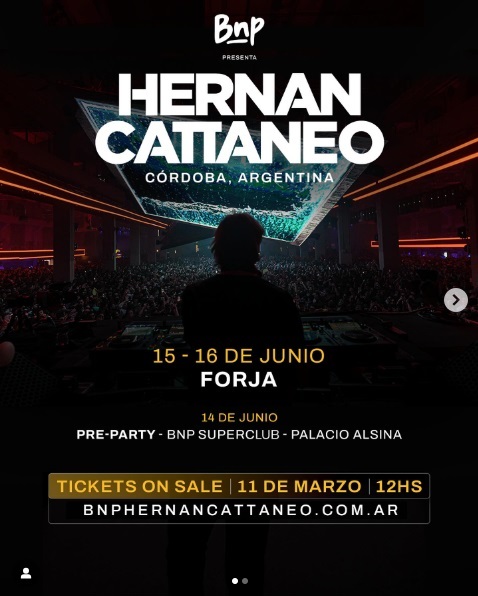 Bnp
PRESENTA
HERNAN
CATTANEO
CÓRDOBA, ARGENTINA
15 - 16 DE JUNIO
FORJA
14 DE JUNIO
PRE-PARTY - BNP SUPERCLUB - PALACIO ALSINA
TICKETS ON SALE | 11 DE MARZO | 12HS
BNPHERNANCATTANEO.COM.AR